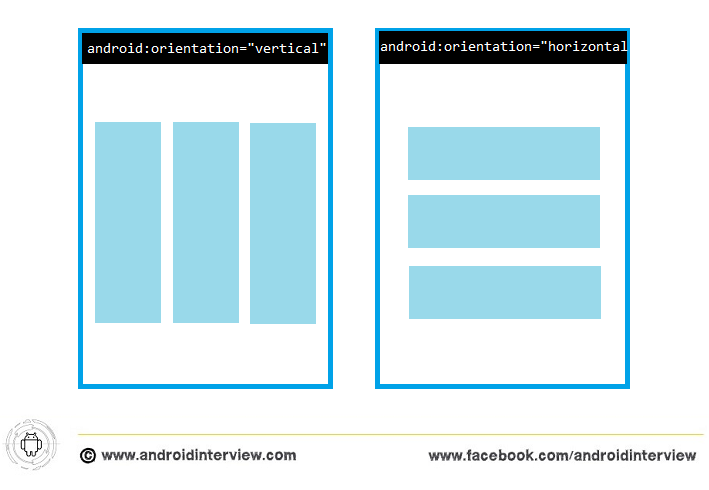 android:orientation="vertical"
android:orientation="horizontal
© www.androidinterview.com
www.facebook.com/androidinterview